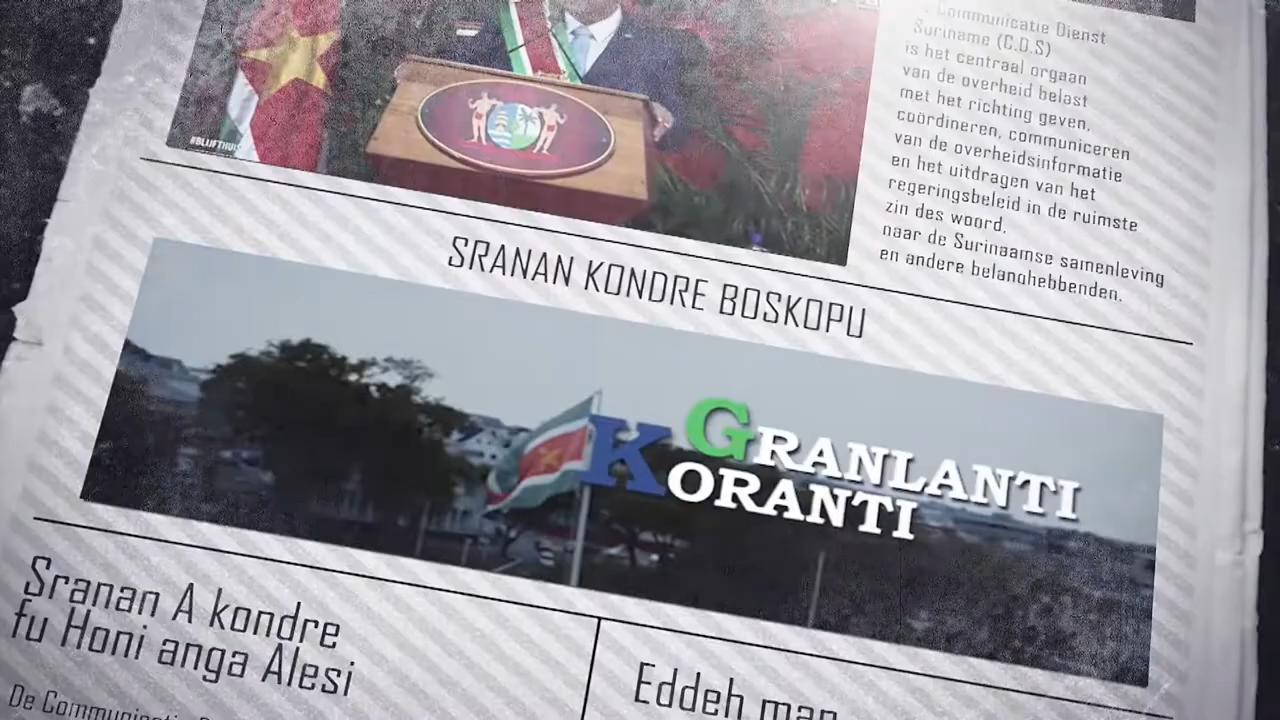 Communicatie Dienst
Suriname (C.D.S)
is het centraal orgaan
van de overheid belast
met het richting geven,
coördineren, communiceren
van de overheidsinformatie
en het uitdragen van het
regeringsbeleid in de ruimste
zin des woord,
naar de Surinaamse samenleving
en andere belanghebbenden.
SRANAN KONDRE BOSKOPU
GRANLANTI
KORANTI
Sranan A kondre
fu Honi anga Alesi
De
Eddeh man